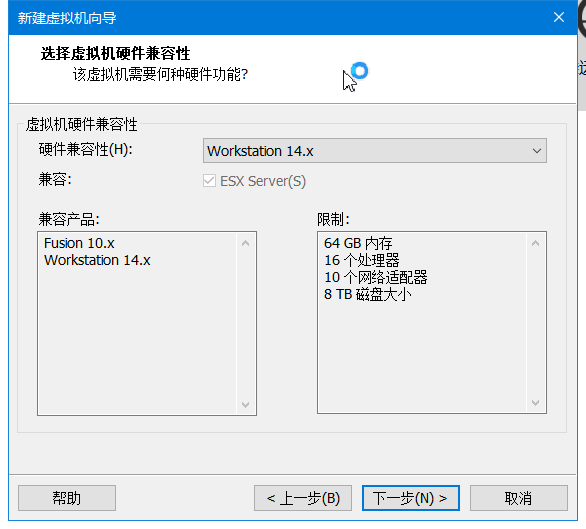 新建虚拟机向导
选择虚拟机硬件兼容性
该虚拟机需要何种硬件功能?
虚拟机硬件兼容性
硬件兼容性(H): Workstation 14.x
兼容: ESX Server(S)
兼容产品:
Fusion 10.x
Workstation 14.x
限制:
64 GB 内存
16 个处理器
10 个网络适配器
8 TB 磁盘大小
帮助 < 上一步(B) 下一步(N) > 取消